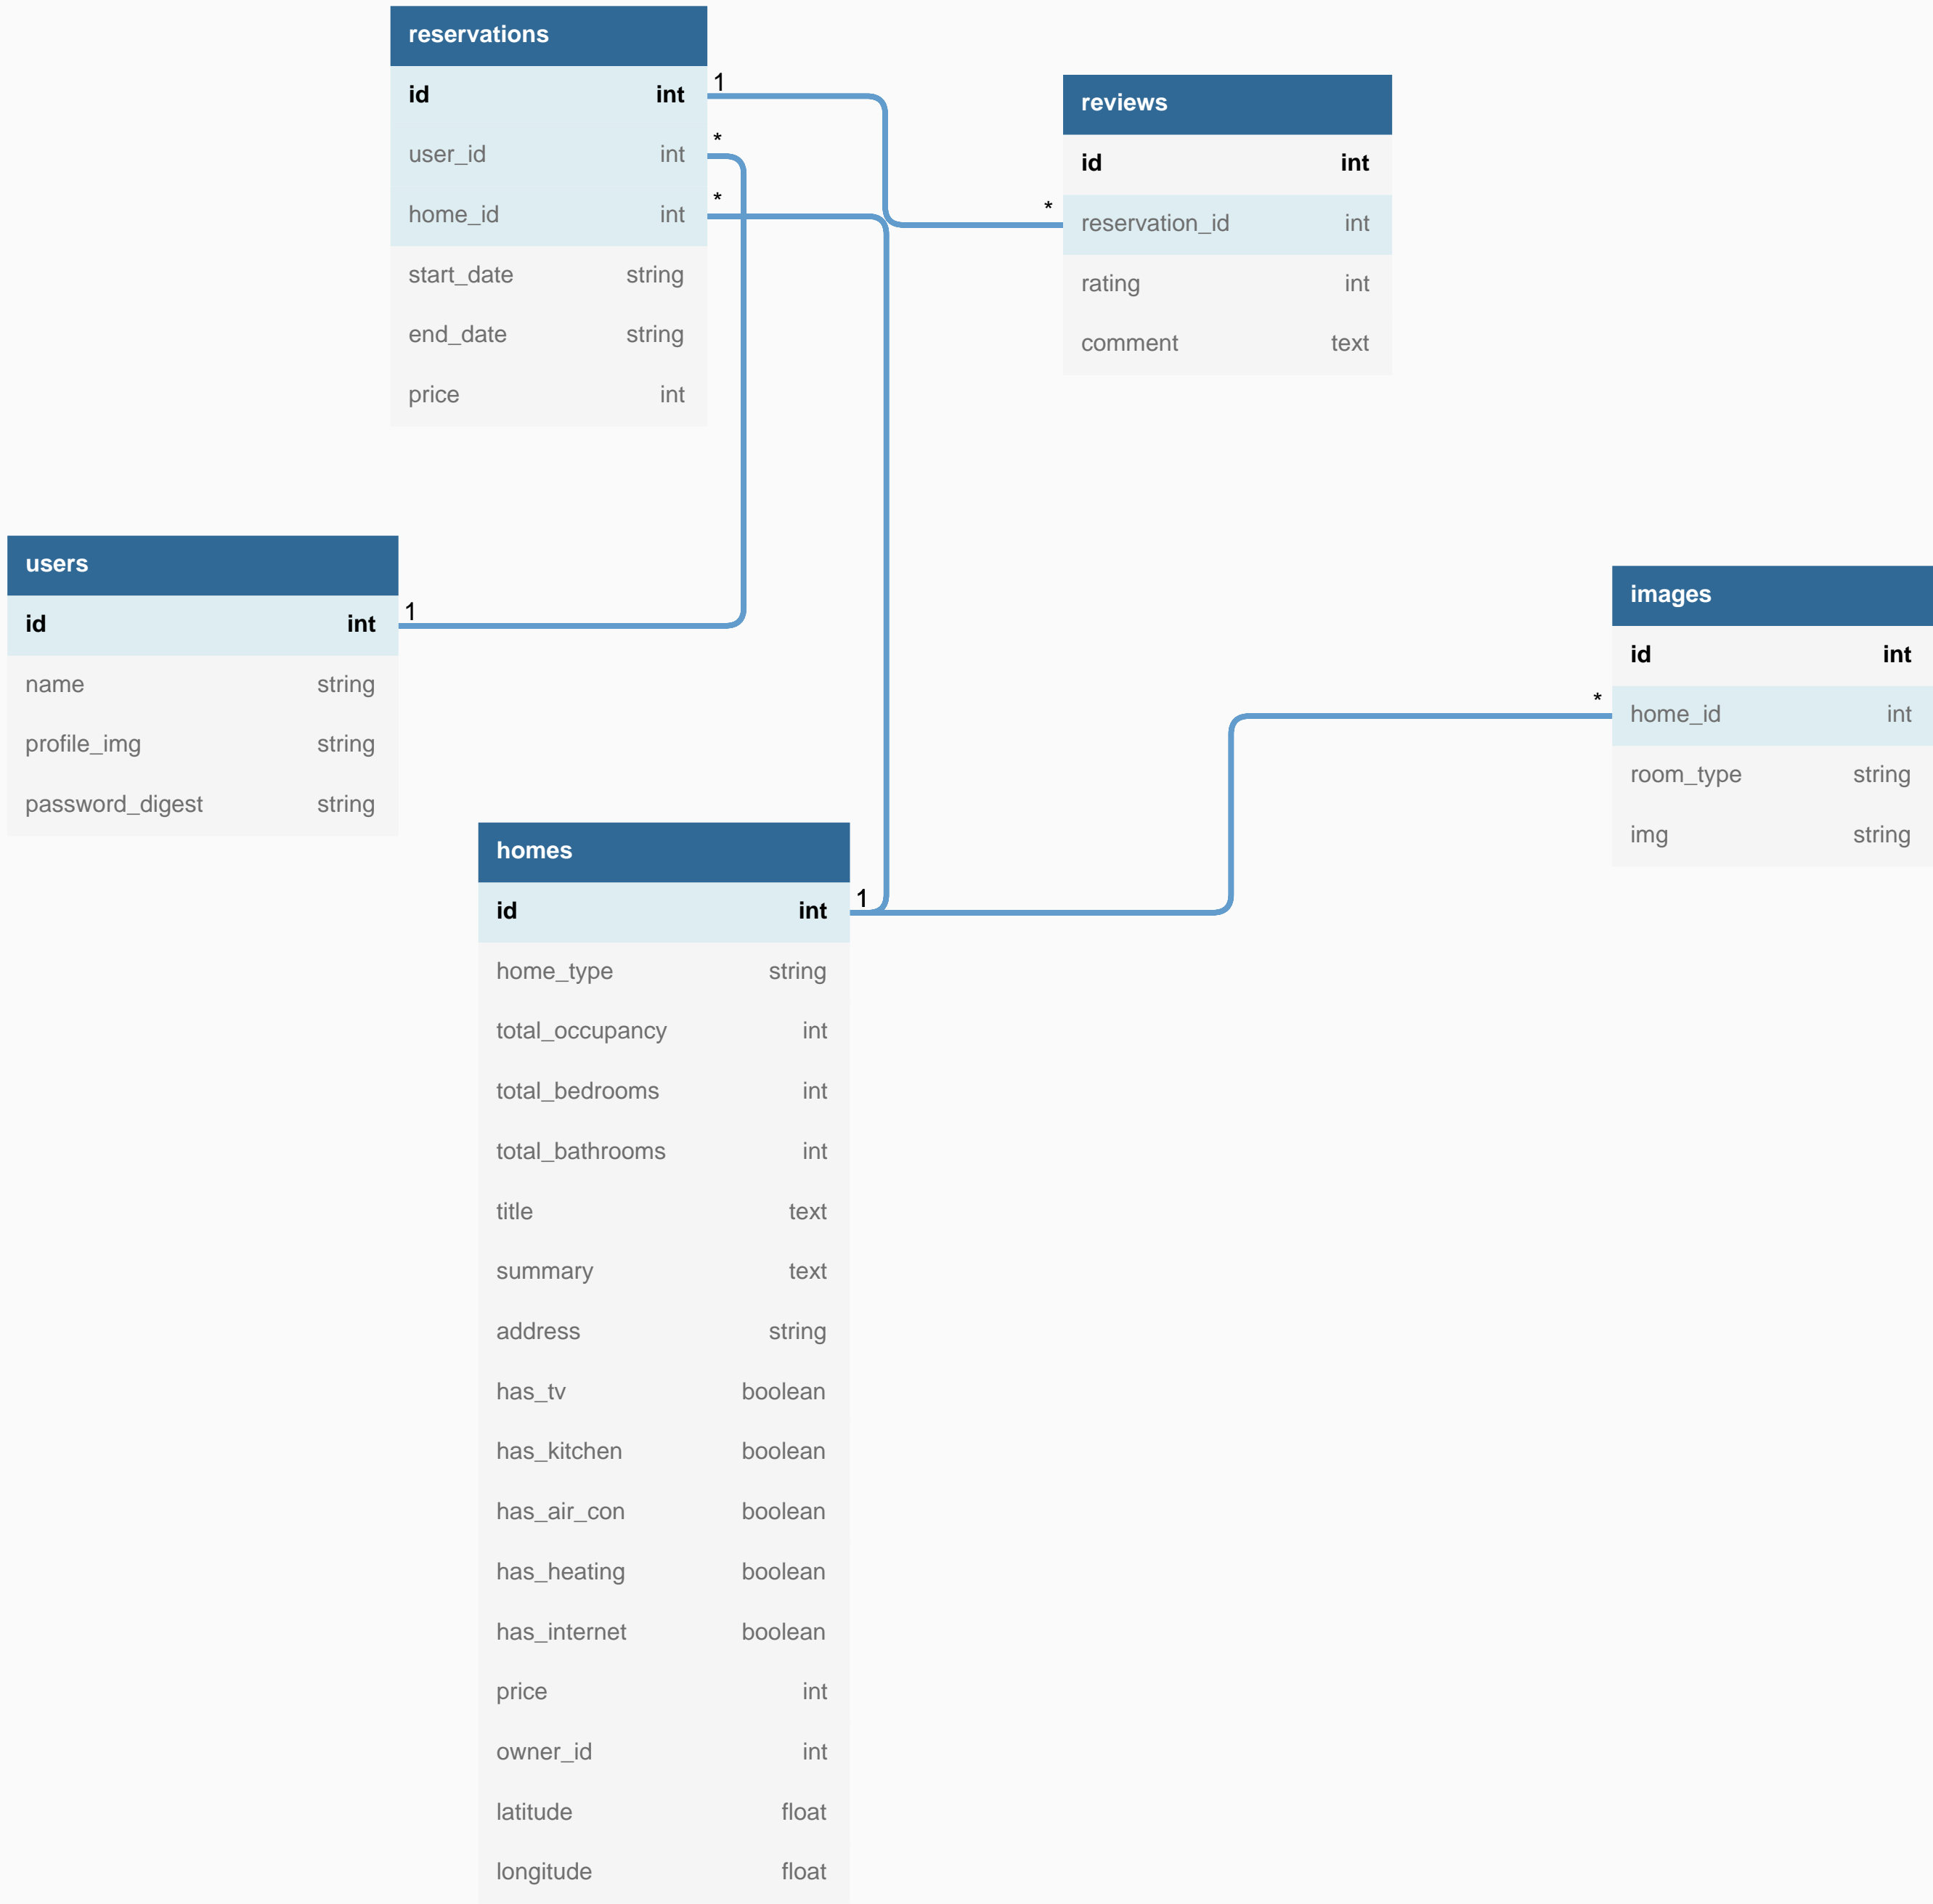 reservations
id int
user_id int
home_id int
start_date string
end_date string
price int
1
*
*
reviews
id int
reservation_id int
rating int
comment text
*
users
id int
name string
profile_img string
password_digest string
1
images
id int
home_id int
room_type string
img string
*
homes
id int
home_type string
total_occupancy int
total_bedrooms int
total_bathrooms int
title text
summary text
address string
has_tv boolean
has_kitchen boolean
has_air_con boolean
has_heating boolean
has_internet boolean
price int
owner_id int
latitude float
longitude float
1